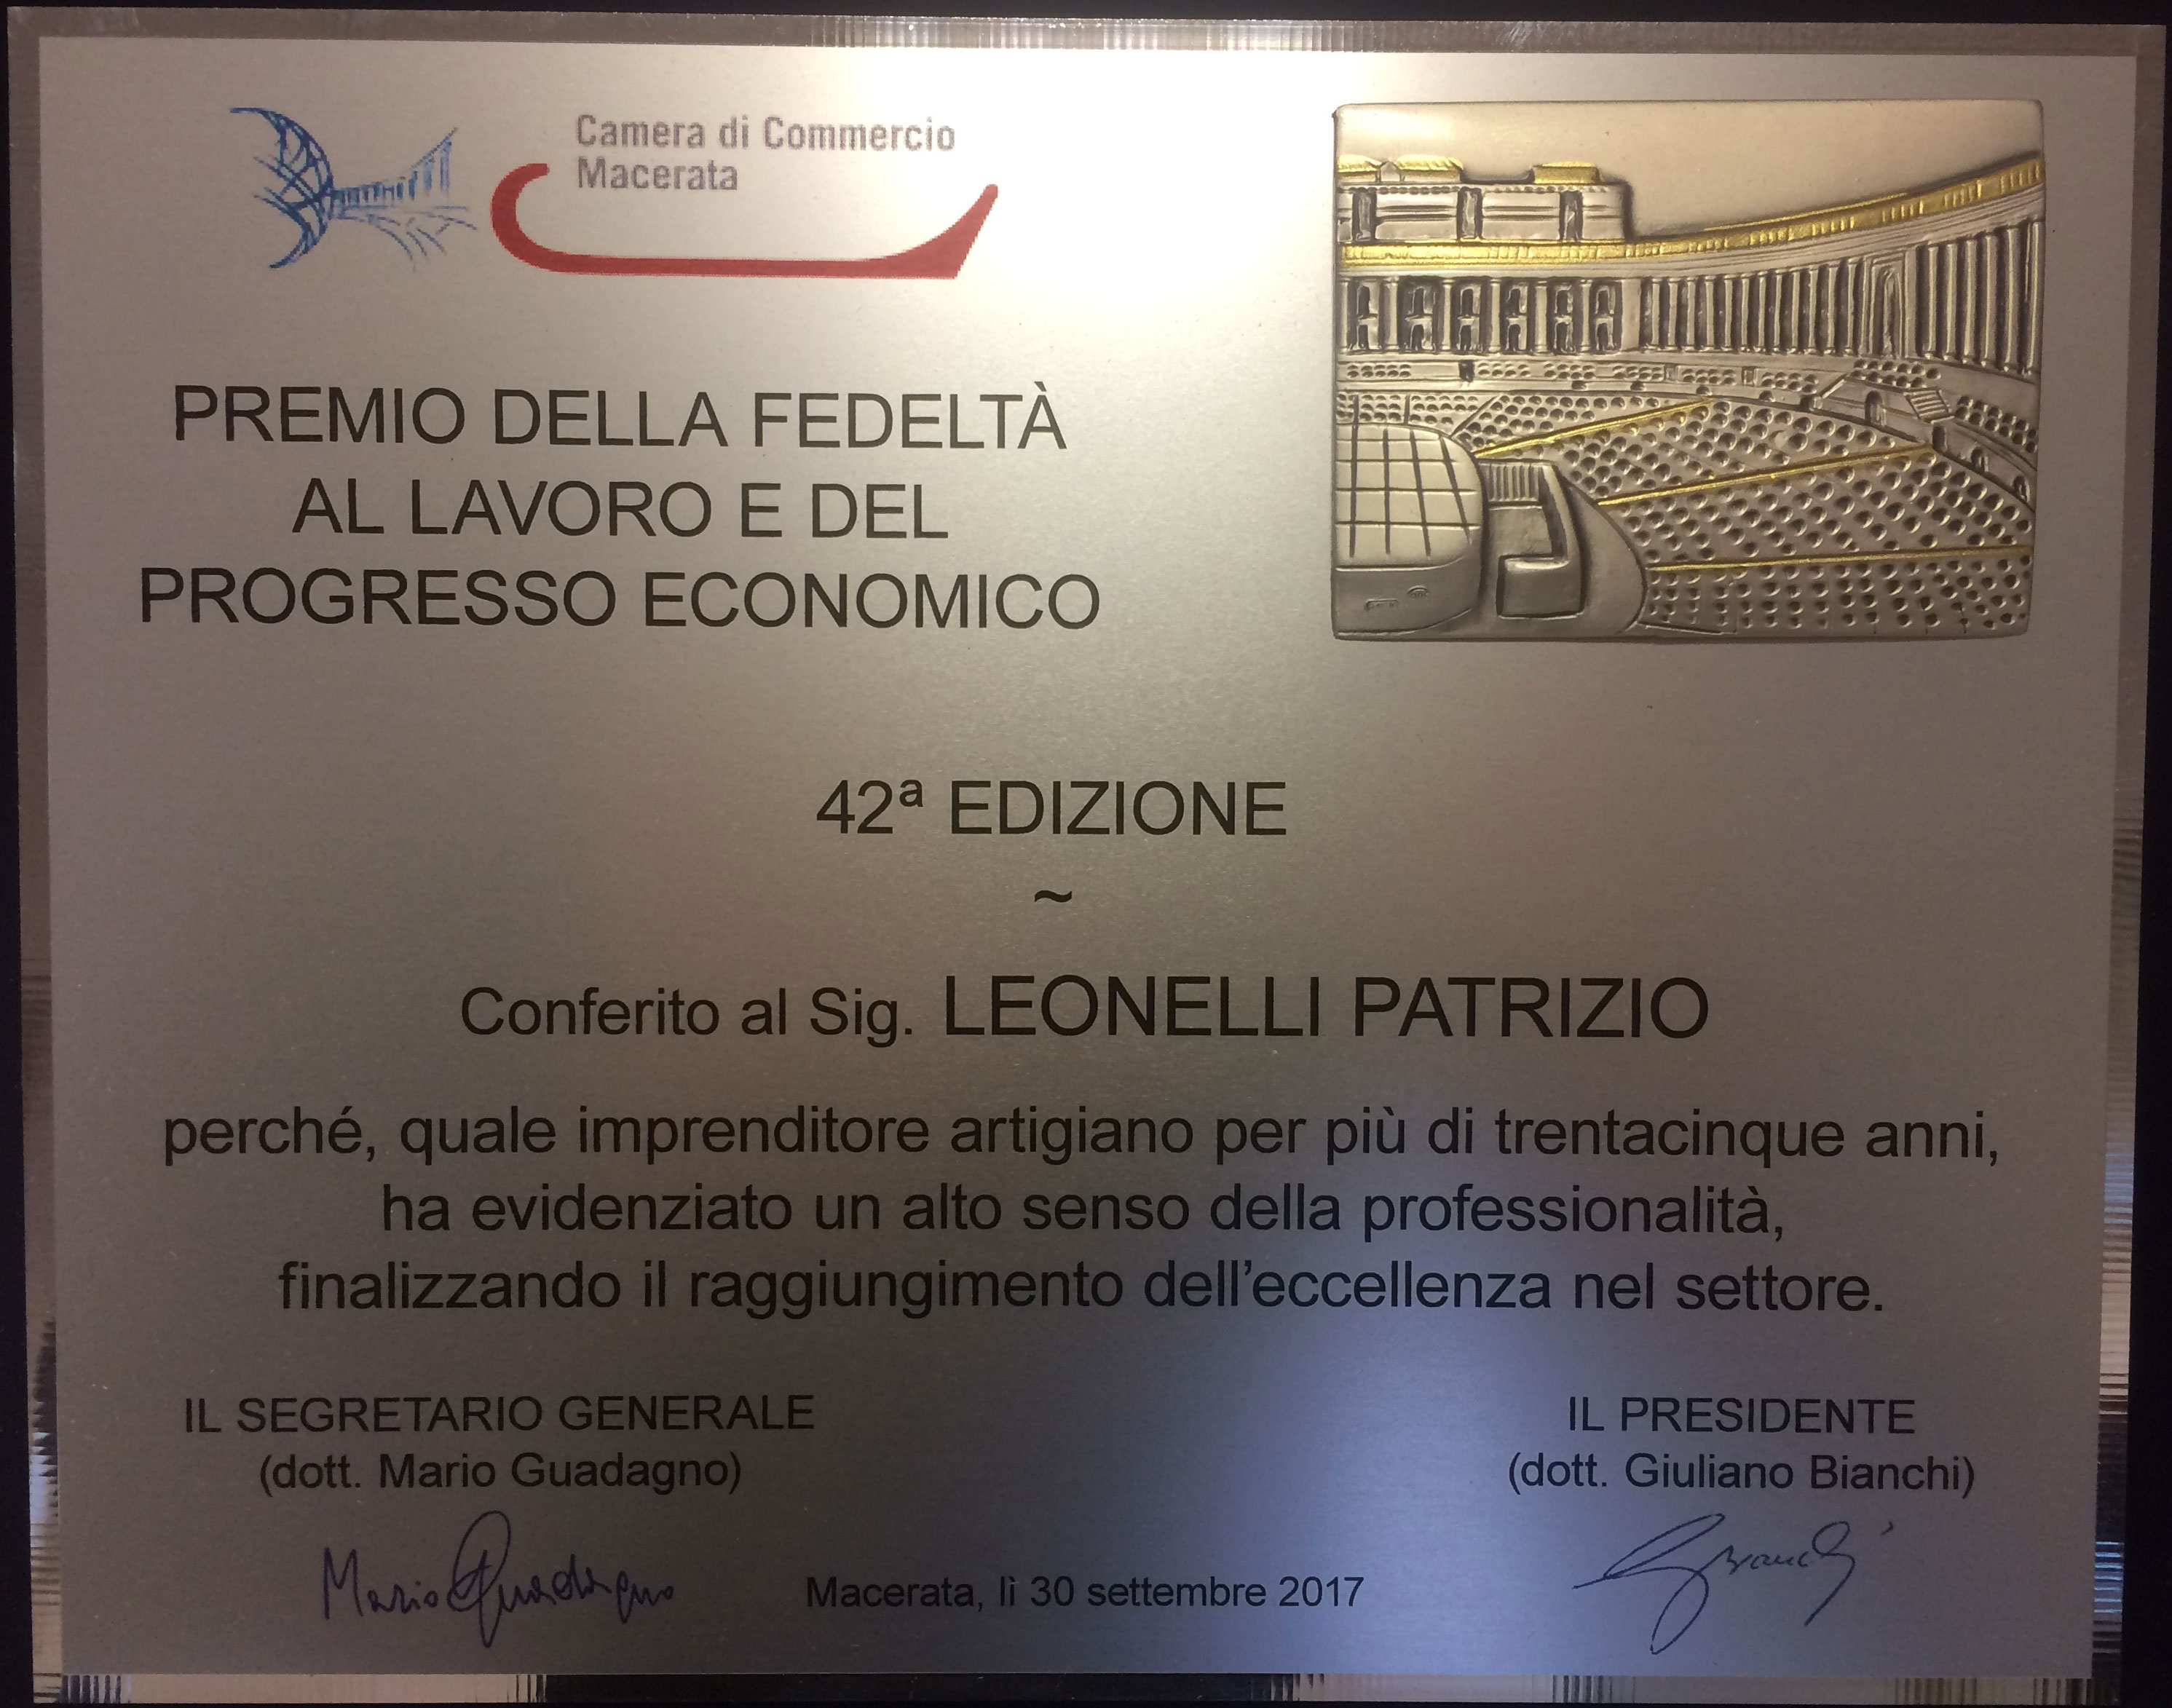 Camera di Commercio
Macerata
PREMIO DELLA FEDELTÀ
AL LAVORO E DEL
PROGRESSO ECONOMICO
42ª EDIZIONE
~
Conferito al Sig. LEONELLI PATRIZIO
perché, quale imprenditore artigiano per più di trentacinque anni,
ha evidenziato un alto senso della professionalità,
finalizzando il raggiungimento dell'eccellenza nel settore.
IL SEGRETARIO GENERALE
(dott. Mario Guadagno)
Mario Guadagno
IL PRESIDENTE
(dott. Giuliano Bianchi)
Macerata, lì 30 settembre 2017